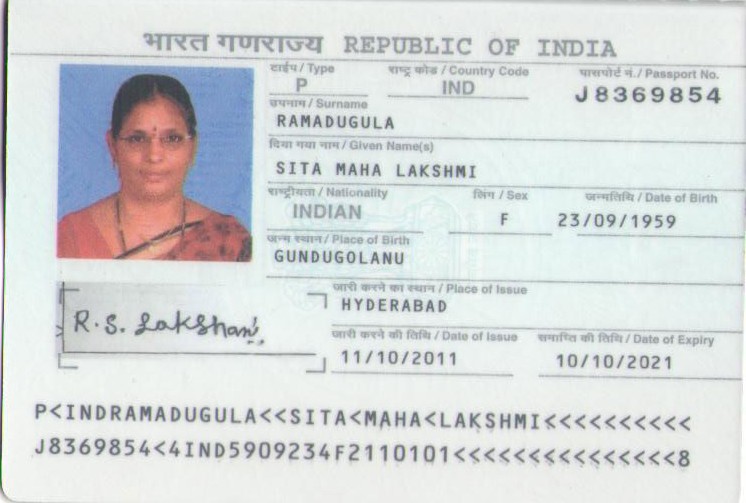 भारत गणराज्य REPUBLIC OF INDIA
टाईप / Type राष्ट्र कोड / Country Code पासपोर्ट नं. / Passport No.
P IND J8369854
उपनाम / Surname
RAMADUGULA
दिया गया नाम / Given Name(s)
SITA MAHA LAKSHMI
राष्ट्रीयता / Nationality लिंग / Sex जन्मतिथि / Date of Birth
INDIAN F 23/09/1959
जन्म स्थान / Place of Birth
GUNDUGOLANU
जारी करने का स्थान / Place of Issue
HYDERABAD
R. S. Lakshmi
जारी करने की तिथि / Date of Issue समाप्ति की तिथि / Date of Expiry
11/10/2011 10/10/2021
P<INDRAMADUGULA<<SITA<MAHA<LAKSHMI<<<<<<<<<<
J8369854<4IND5909234F2110101<<<<<<<<<<<<<<<8